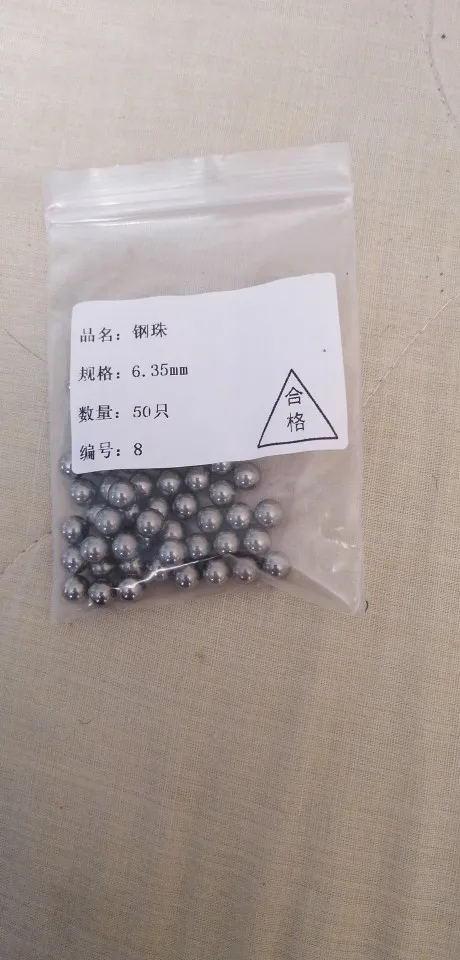 品名：钢珠
规格：6.35mm
数量：50只
编号：8
合
格